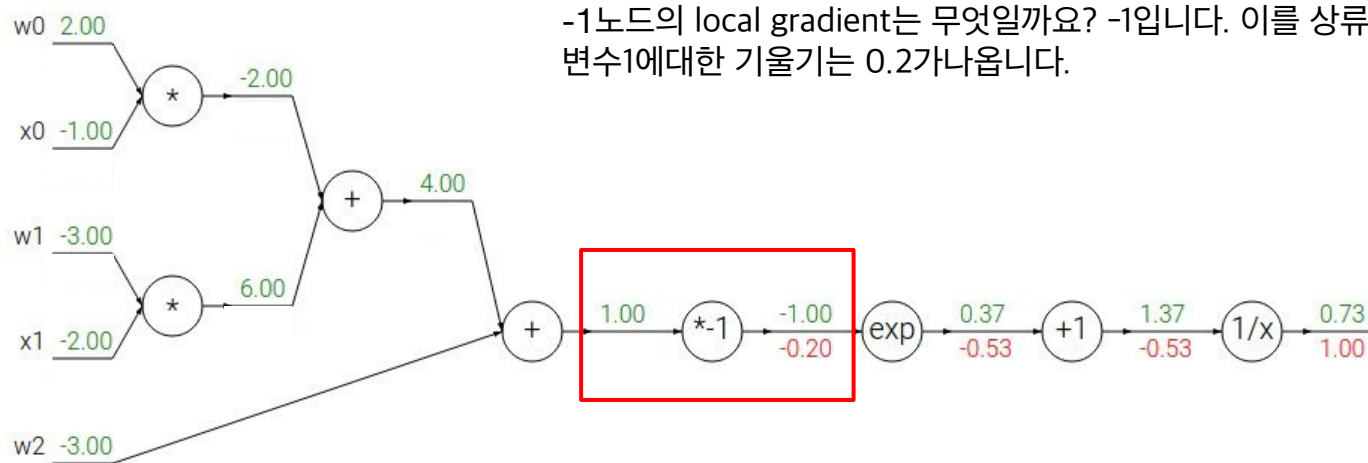 -1노드의 local gradient는 무엇일까요? -1입니다. 이를 상류
변수1에대한 기울기는 0.2가나옵니다.
w0 2.00
-2.00
*
x0 -1.00
4.00
+
w1 -3.00
6.00
*
x1 -2.00
1.00 -1.00 0.37 1.37 0.73
+ *-1 exp +1 1/x
-0.20 -0.53 -0.53 1.00
w2 -3.00